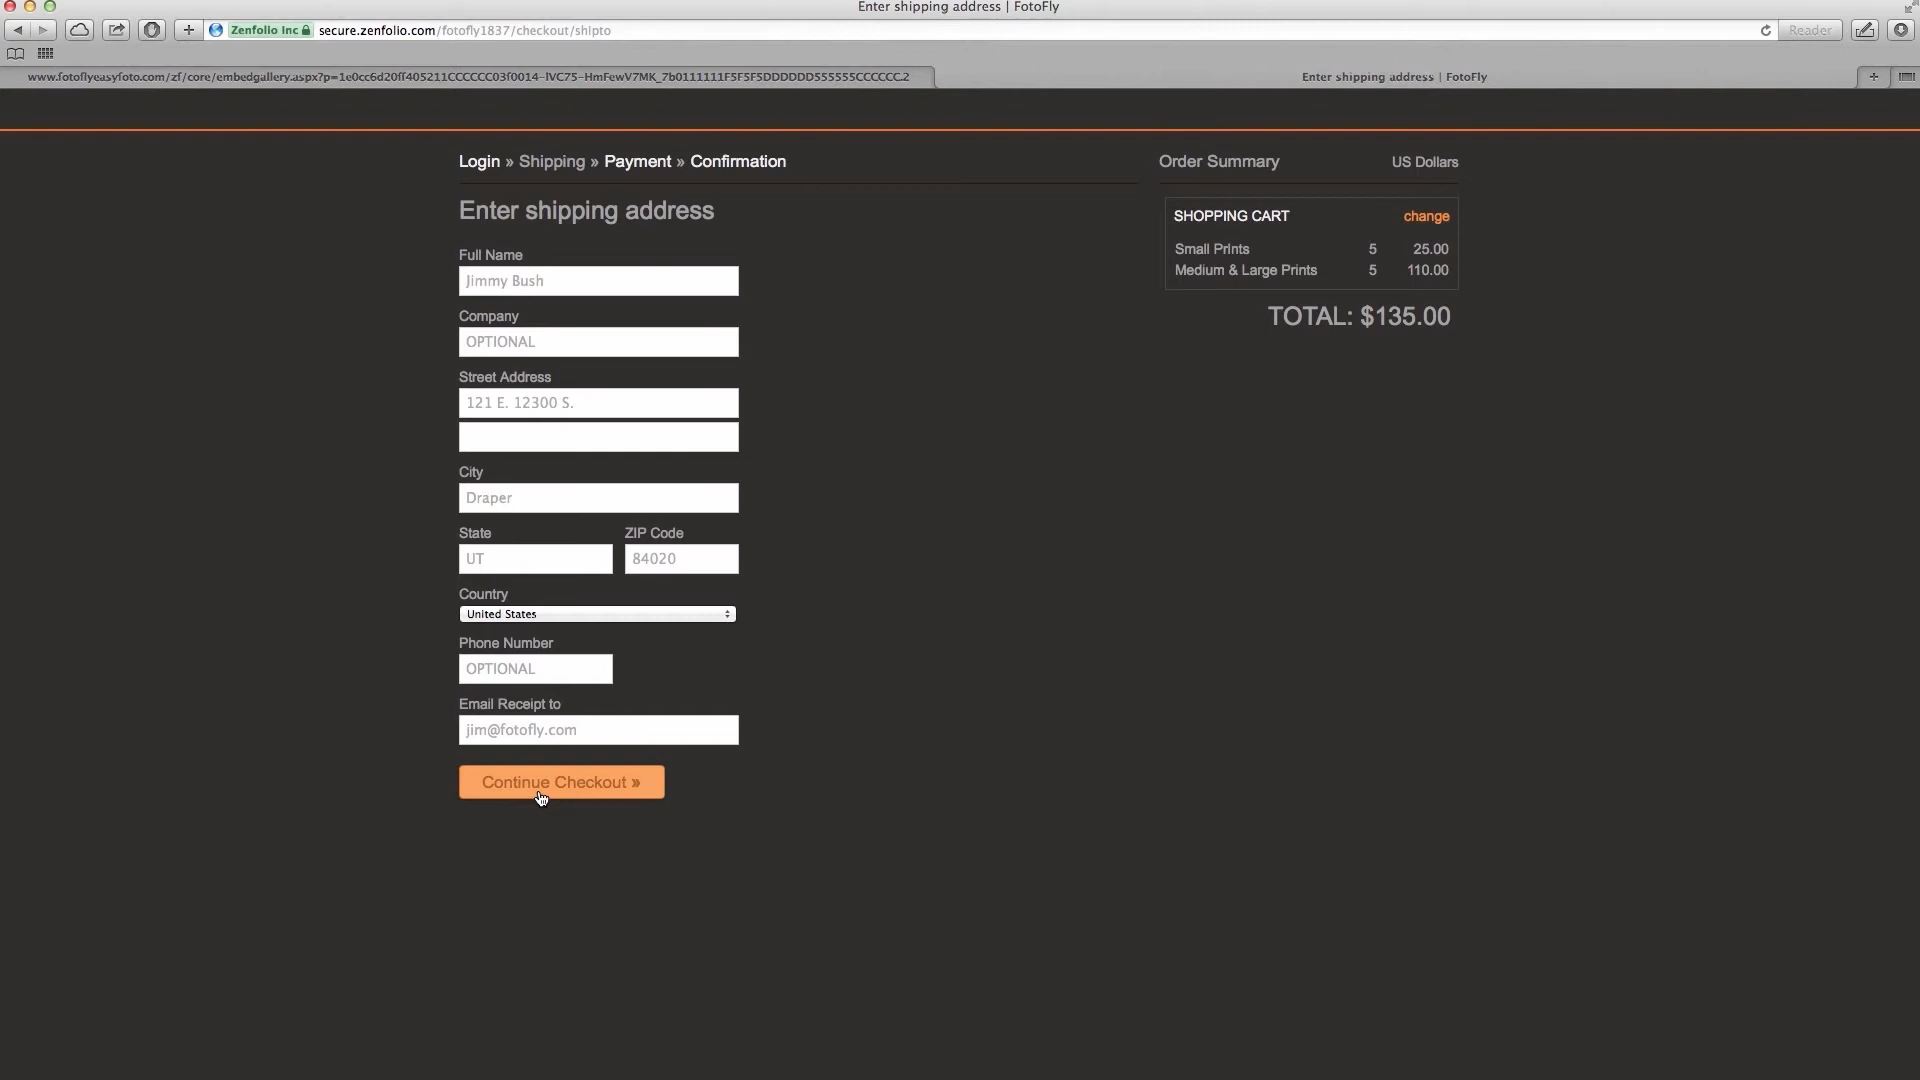 Enter shipping address | FotoFly
Zenfolio Inc secure.zenfolio.com/fotofly1837/checkout/shipto
Reader
www.fotoflyeasyfoto.com/zf/core/embedgallery.aspx?p=1e0cc6d20ff405211CCCCCC03f0014-lVC75-HmFewV7MK_7b0111111F5F5F5DDDDDD555555CCCCCC.2
Enter shipping address | FotoFly
Login » Shipping » Payment » Confirmation
Enter shipping address
Full Name
Jimmy Bush
Company
OPTIONAL
Street Address
121 E. 12300 S.
City
Draper
State ZIP Code
UT 84020
Country
United States
Phone Number
OPTIONAL
Email Receipt to
jim@fotofly.com
Continue Checkout »
Order Summary US Dollars
SHOPPING CART change
Small Prints 5 25.00
Medium & Large Prints 5 110.00
TOTAL: $135.00